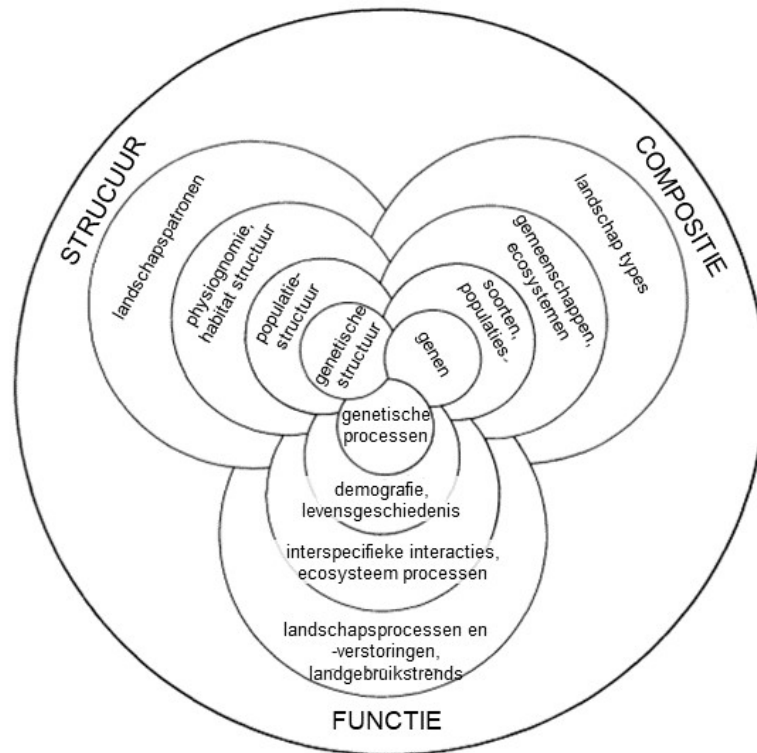 STRUCUUR
landschapspatronen
physiognomie,
habitat structuur
populatie-
structuur
genetische
structuur
COMPOSITIE
landschap types
gemeenschappen,
ecosystemen
soorten,
populaties-
genen
genetische
processen
demografie,
levensgeschiedenis
interspecifieke interacties,
ecosysteem processen
landschapsprocessen en
-verstoringen,
landgebruikstrends
FUNCTIE